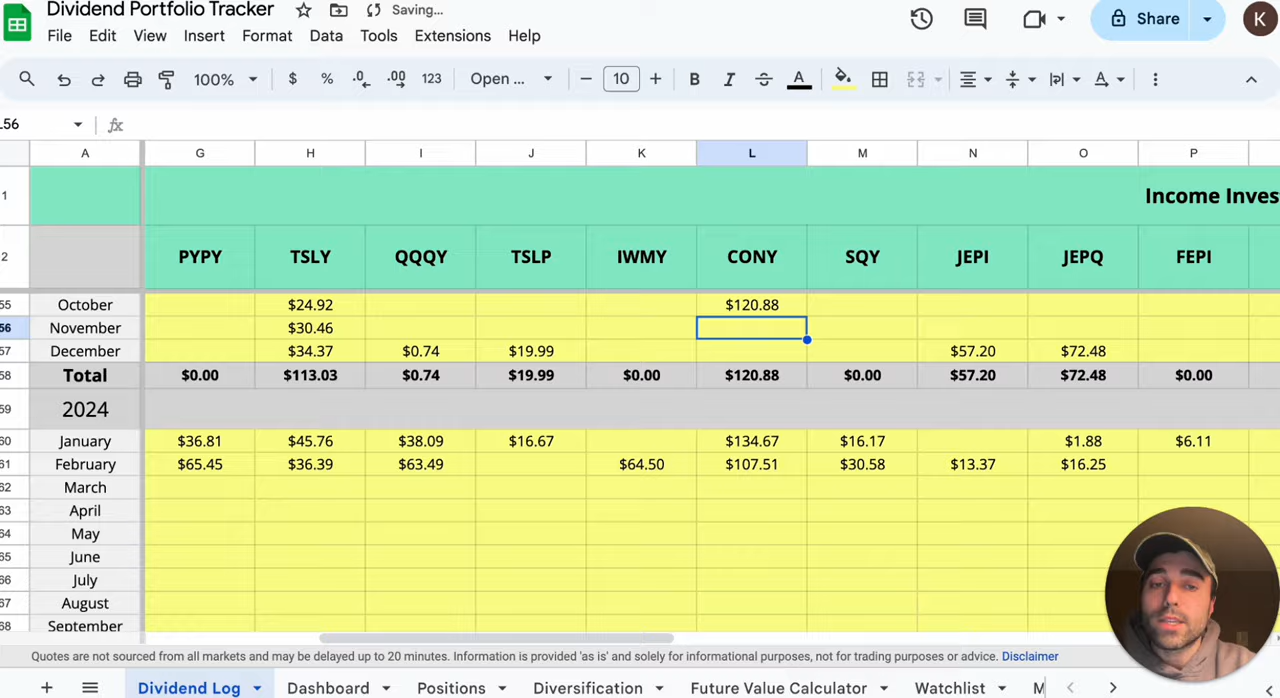 Dividend Portfolio Tracker Saving...
File Edit View Insert Format Data Tools Extensions Help
Share K
100% $ % .0 .00 123 Open ... 10 B I A
L56 fx
A G H I J K L M N O P
1 Income Inves
2 PYPY TSLY QQQY TSLP IWMY CONY SQY JEPI JEPQ FEPI
55 October $24.92 $120.88
56 November $30.46
57 December $34.37 $0.74 $19.99 $57.20 $72.48
58 Total $0.00 $113.03 $0.74 $19.99 $0.00 $120.88 $0.00 $57.20 $72.48 $0.00
59 2024
60 January $36.81 $45.76 $38.09 $16.67 $134.67 $16.17 $1.88 $6.11
61 February $65.45 $36.39 $63.49 $64.50 $107.51 $30.58 $13.37 $16.25
62 March
63 April
64 May
65 June
66 July
67 August
68 September
Quotes are not sourced from all markets and may be delayed up to 20 minutes. Information is provided 'as is' and solely for informational purposes, not for trading purposes or advice. Disclaimer
Dividend Log Dashboard Positions Diversification Future Value Calculator Watchlist M